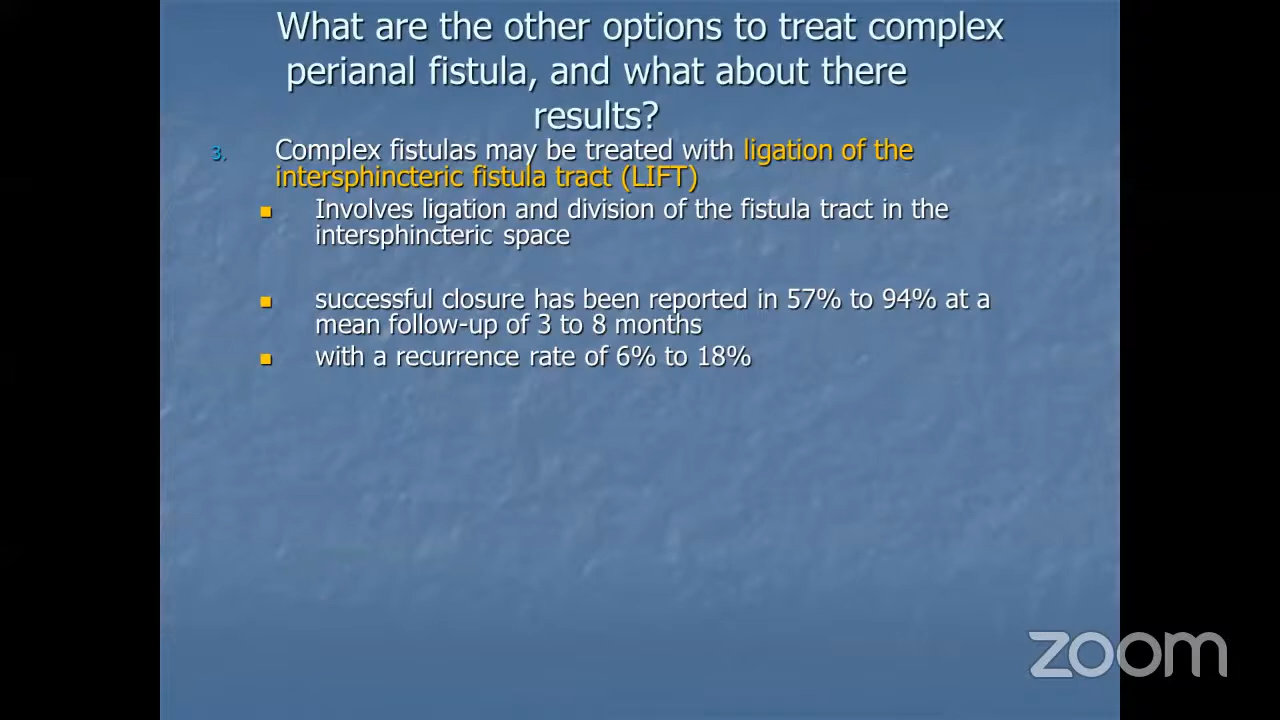 What are the other options to treat complex
perianal fistula, and what about there
results?
3. Complex fistulas may be treated with ligation of the
intersphincteric fistula tract (LIFT)
■ Involves ligation and division of the fistula tract in the
intersphincteric space
■ successful closure has been reported in 57% to 94% at a
mean follow-up of 3 to 8 months
■ with a recurrence rate of 6% to 18%
zoom